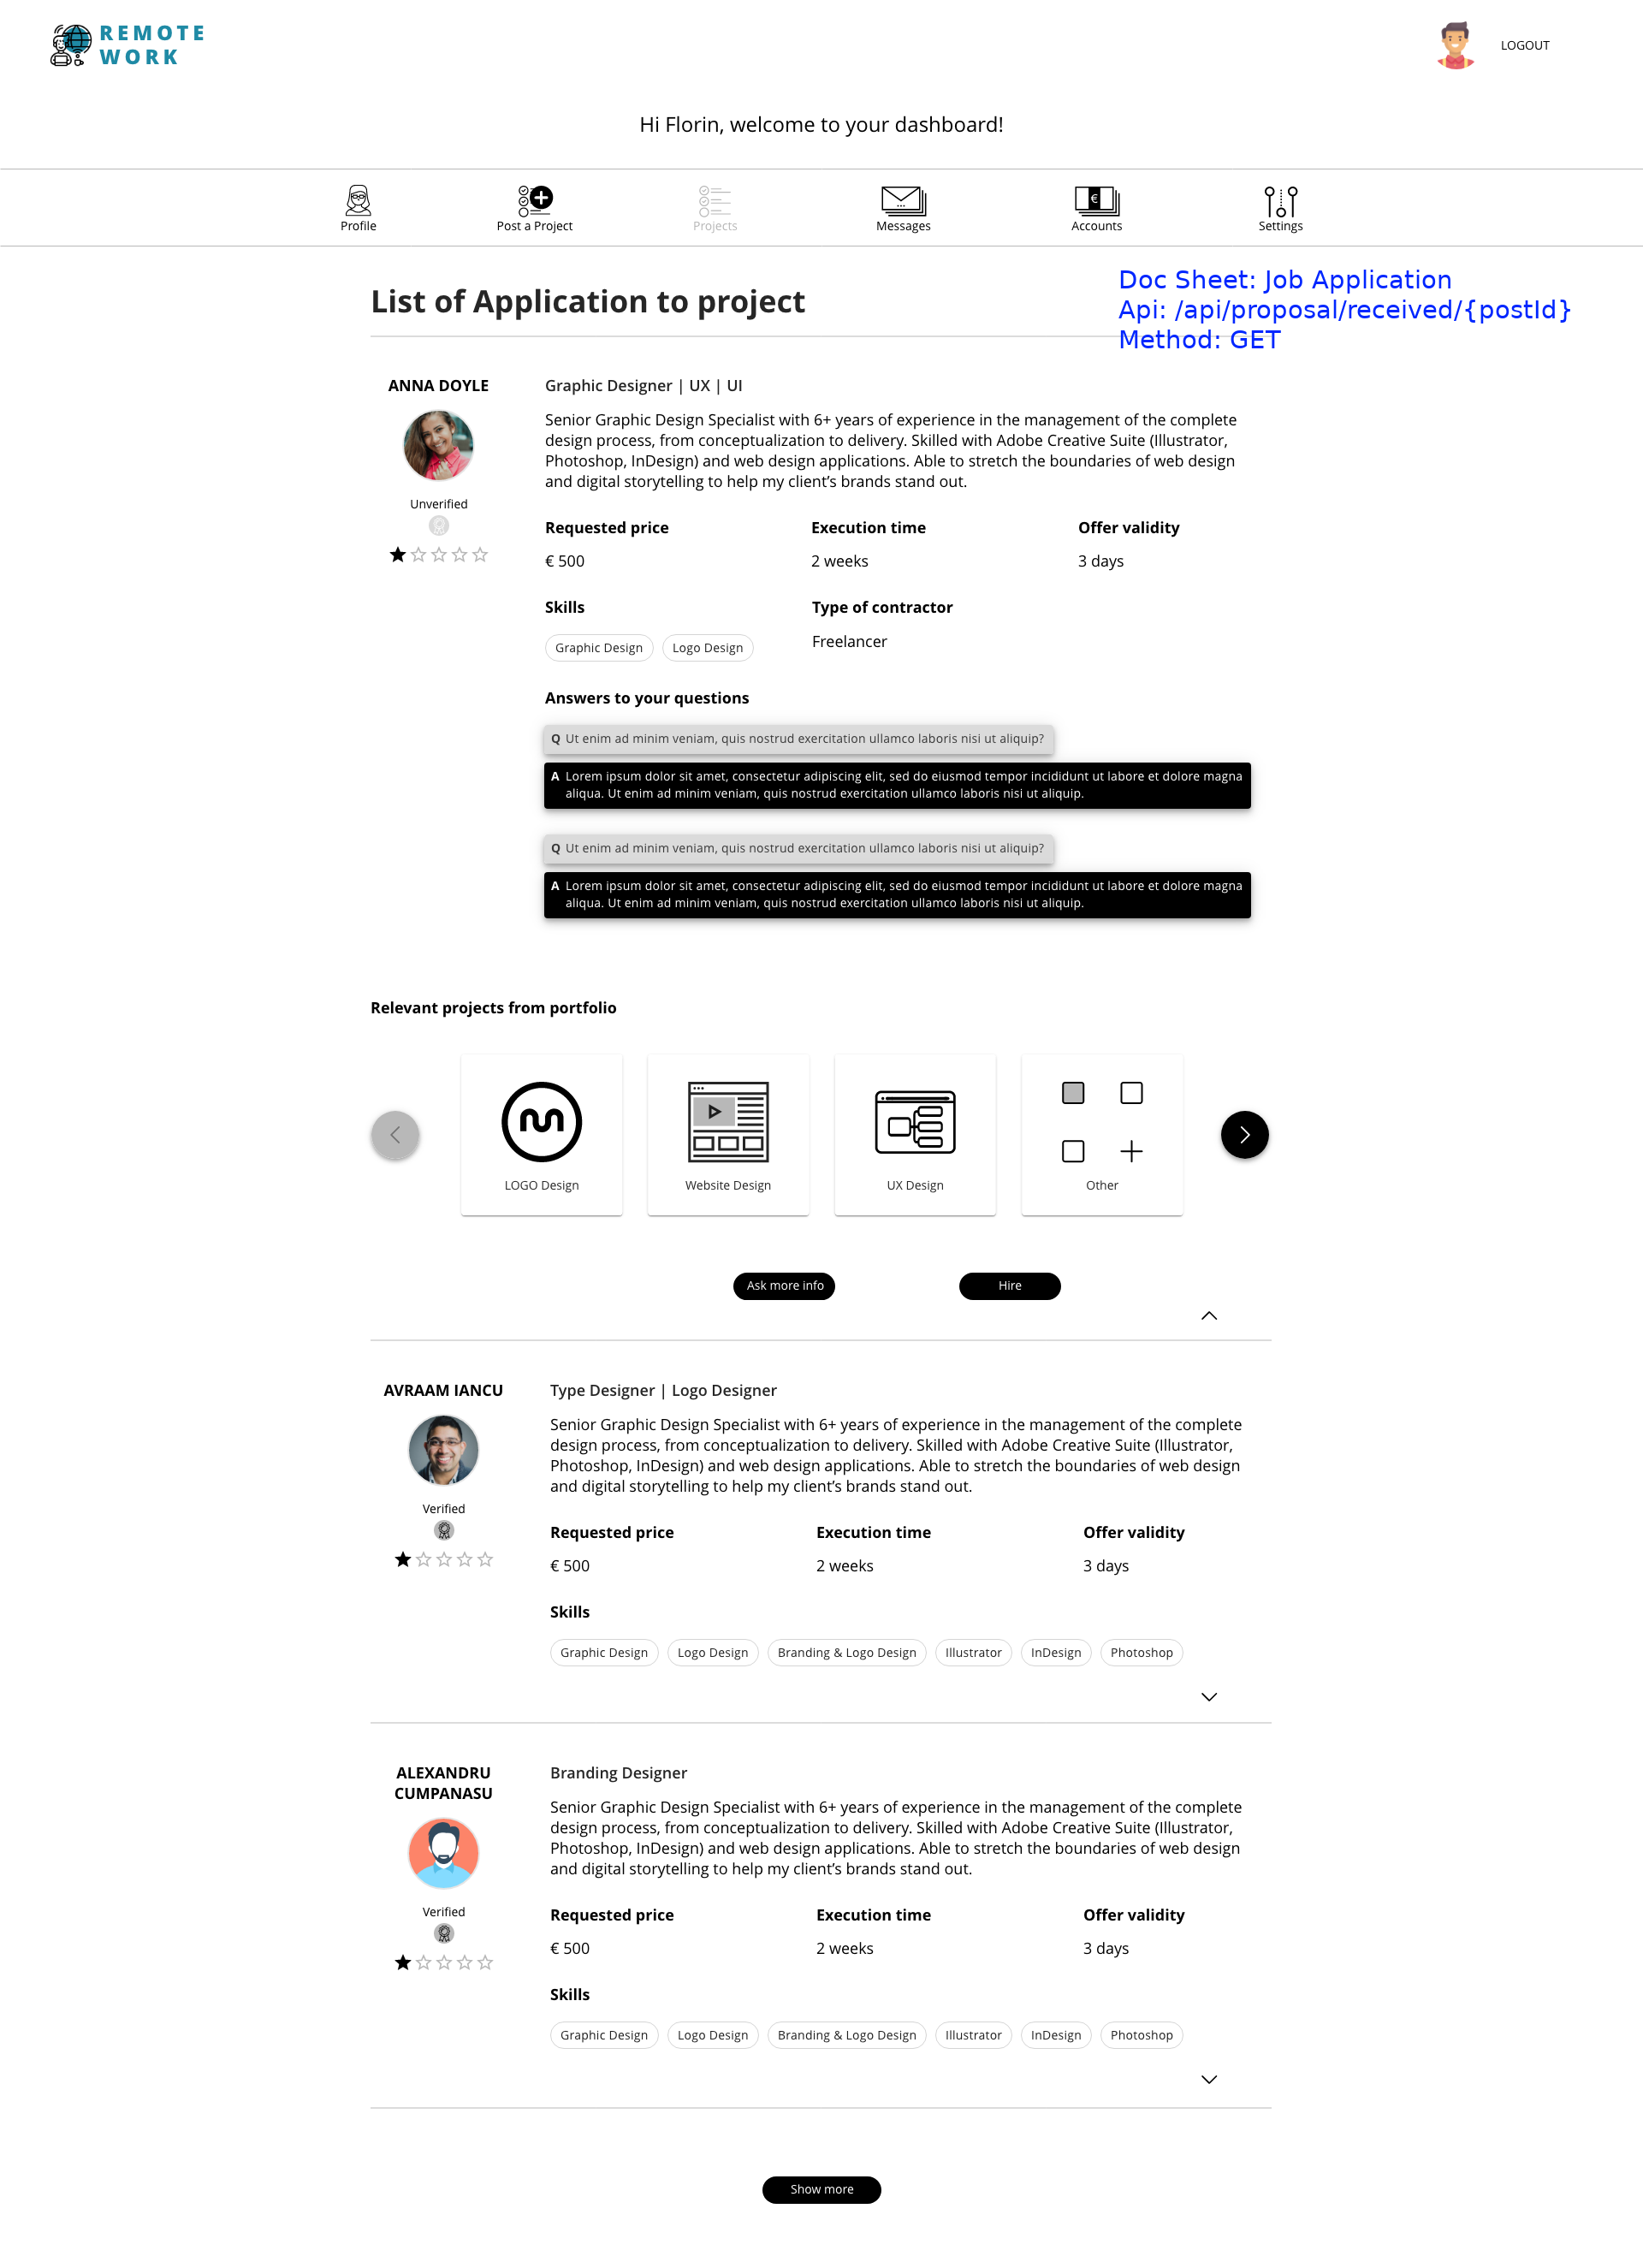 REMOTE
WORK
LOGOUT
Hi Florin, welcome to your dashboard!
Profile
Post a Project
Projects
Messages
€
Accounts
Settings
List of Application to project
Doc Sheet: Job Application
Api: /api/proposal/received/{postId}
Method: GET
ANNA DOYLE
Unverified
Graphic Designer | UX | UI
Senior Graphic Design Specialist with 6+ years of experience in the management of the complete
design process, from conceptualization to delivery. Skilled with Adobe Creative Suite (Illustrator,
Photoshop, InDesign) and web design applications. Able to stretch the boundaries of web design
and digital storytelling to help my client’s brands stand out.
Requested price Execution time Offer validity
€ 500 2 weeks 3 days
Skills Type of contractor
Graphic Design Logo Design Freelancer
Answers to your questions
Q Ut enim ad minim veniam, quis nostrud exercitation ullamco laboris nisi ut aliquip?
A Lorem ipsum dolor sit amet, consectetur adipiscing elit, sed do eiusmod tempor incididunt ut labore et dolore magna
aliqua. Ut enim ad minim veniam, quis nostrud exercitation ullamco laboris nisi ut aliquip.
Q Ut enim ad minim veniam, quis nostrud exercitation ullamco laboris nisi ut aliquip?
A Lorem ipsum dolor sit amet, consectetur adipiscing elit, sed do eiusmod tempor incididunt ut labore et dolore magna
aliqua. Ut enim ad minim veniam, quis nostrud exercitation ullamco laboris nisi ut aliquip.
Relevant projects from portfolio
LOGO Design
Website Design
UX Design
Other
Ask more info Hire
AVRAAM IANCU
Verified
Type Designer | Logo Designer
Senior Graphic Design Specialist with 6+ years of experience in the management of the complete
design process, from conceptualization to delivery. Skilled with Adobe Creative Suite (Illustrator,
Photoshop, InDesign) and web design applications. Able to stretch the boundaries of web design
and digital storytelling to help my client’s brands stand out.
Requested price Execution time Offer validity
€ 500 2 weeks 3 days
Skills
Graphic Design Logo Design Branding & Logo Design Illustrator InDesign Photoshop
ALEXANDRU
CUMPANASU
Verified
Branding Designer
Senior Graphic Design Specialist with 6+ years of experience in the management of the complete
design process, from conceptualization to delivery. Skilled with Adobe Creative Suite (Illustrator,
Photoshop, InDesign) and web design applications. Able to stretch the boundaries of web design
and digital storytelling to help my client’s brands stand out.
Requested price Execution time Offer validity
€ 500 2 weeks 3 days
Skills
Graphic Design Logo Design Branding & Logo Design Illustrator InDesign Photoshop
Show more